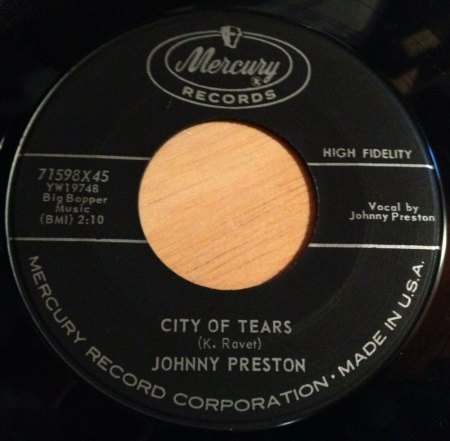 Mercury
RECORDS
HIGH FIDELITY
71598X45
YW19748
Big Bopper
Music
(BMI) 2:10
Vocal by
Johnny Preston
CITY OF TEARS
(K. Ravet)
JOHNNY PRESTON
MERCURY RECORD CORPORATION • MADE IN U.S.A.